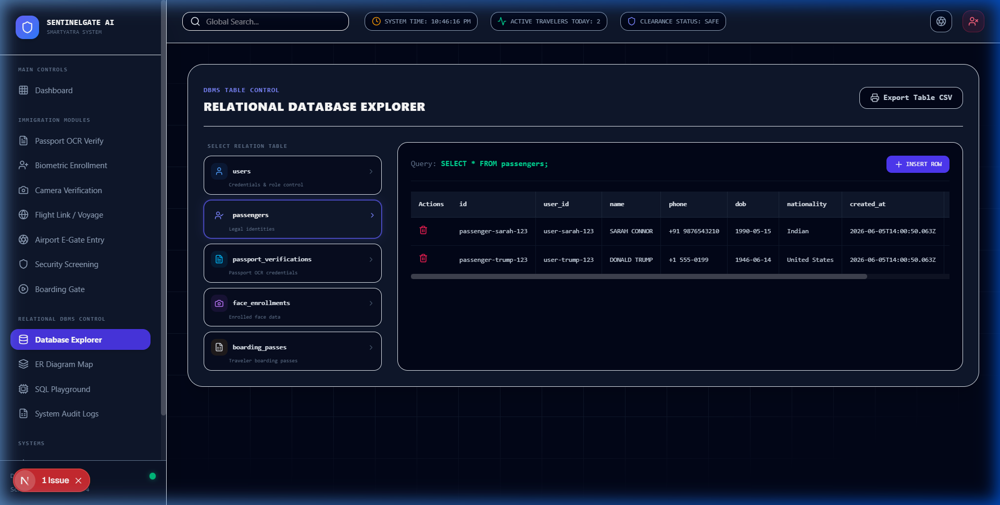 SENTINELGATE AI
SMARTYATRA SYSTEM
Global Search...
SYSTEM TIME: 10:46:16 PM
ACTIVE TRAVELERS TODAY: 2
CLEARANCE STATUS: SAFE
MAIN CONTROLS
Dashboard
IMMIGRATION MODULES
Passport OCR Verify
Biometric Enrollment
Camera Verification
Flight Link / Voyage
Airport E-Gate Entry
Security Screening
Boarding Gate
RELATIONAL DBMS CONTROL
Database Explorer
ER Diagram Map
SQL Playground
System Audit Logs
SYSTEMS
N 1 Issue
DBMS TABLE CONTROL
RELATIONAL DATABASE EXPLORER
Export Table CSV
SELECT RELATION TABLE
users
Credentials & role control
passengers
Legal identities
passport_verifications
Passport OCR credentials
face_enrollments
Enrolled face data
boarding_passes
Traveler boarding passes
Query: SELECT * FROM passengers;
INSERT ROW
Actions id user_id name phone dob nationality created_at
passenger-sarah-123 user-sarah-123 SARAH CONNOR +91 9876543210 1990-05-15 Indian 2026-06-05T14:00:50.063Z
passenger-trump-123 user-trump-123 DONALD TRUMP +1 555-0199 1946-06-14 United States 2026-06-05T14:00:50.063Z